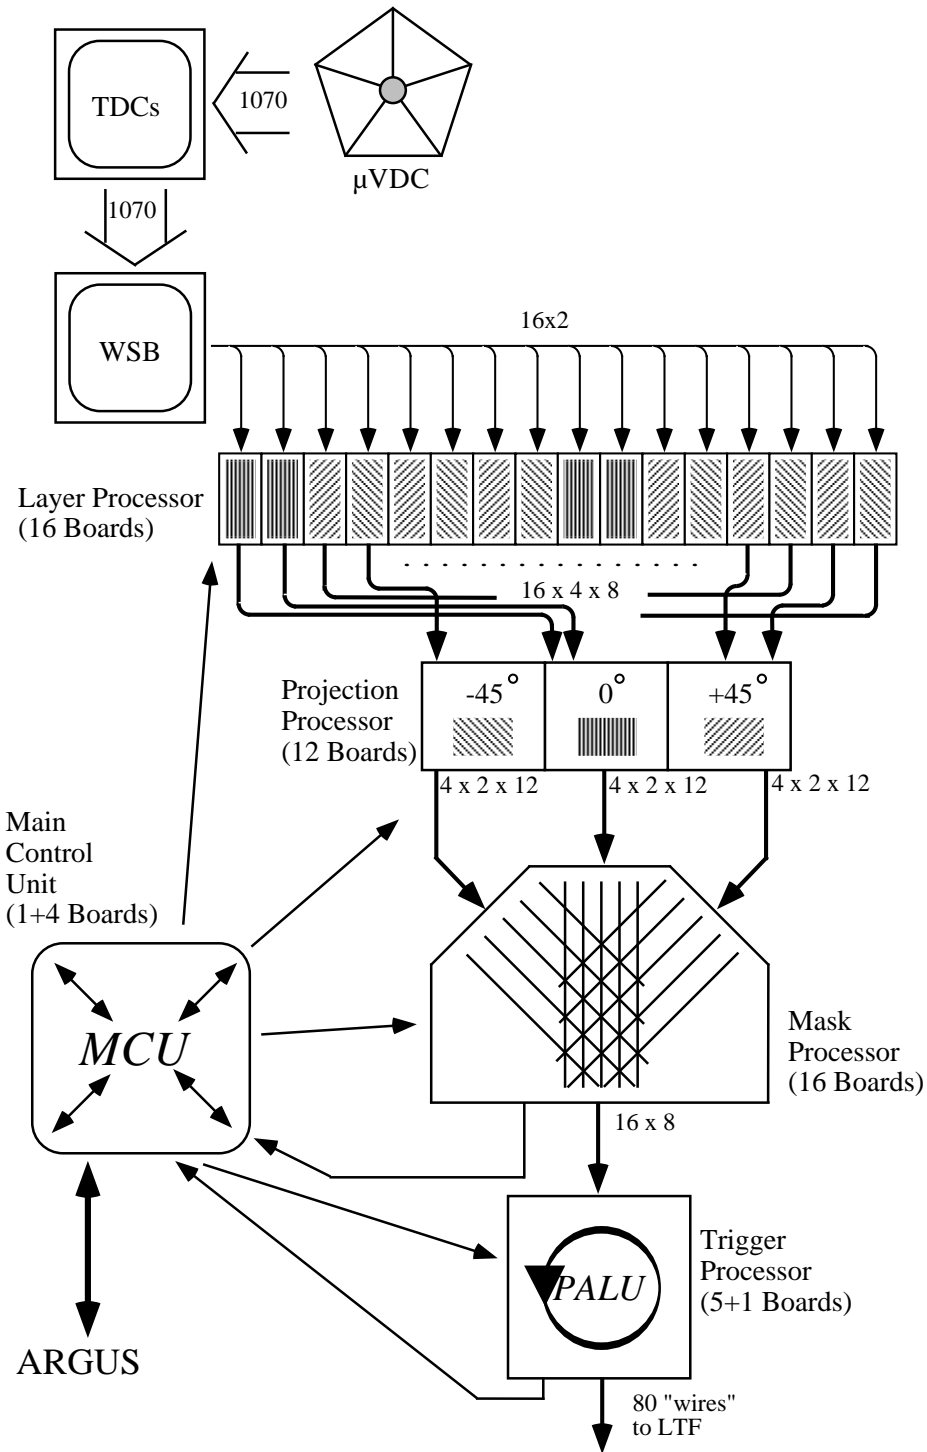 TDCs
1070
µVDC
1070
WSB
16x2
Layer Processor
(16 Boards)
16 x 4 x 8
Projection
Processor
(12 Boards)
-45°
0°
+45°
4 x 2 x 12
4 x 2 x 12
4 x 2 x 12
Main
Control
Unit
(1+4 Boards)
MCU
Mask
Processor
(16 Boards)
16 x 8
Trigger
Processor
(5+1 Boards)
PALU
ARGUS
80 "wires"
to LTF